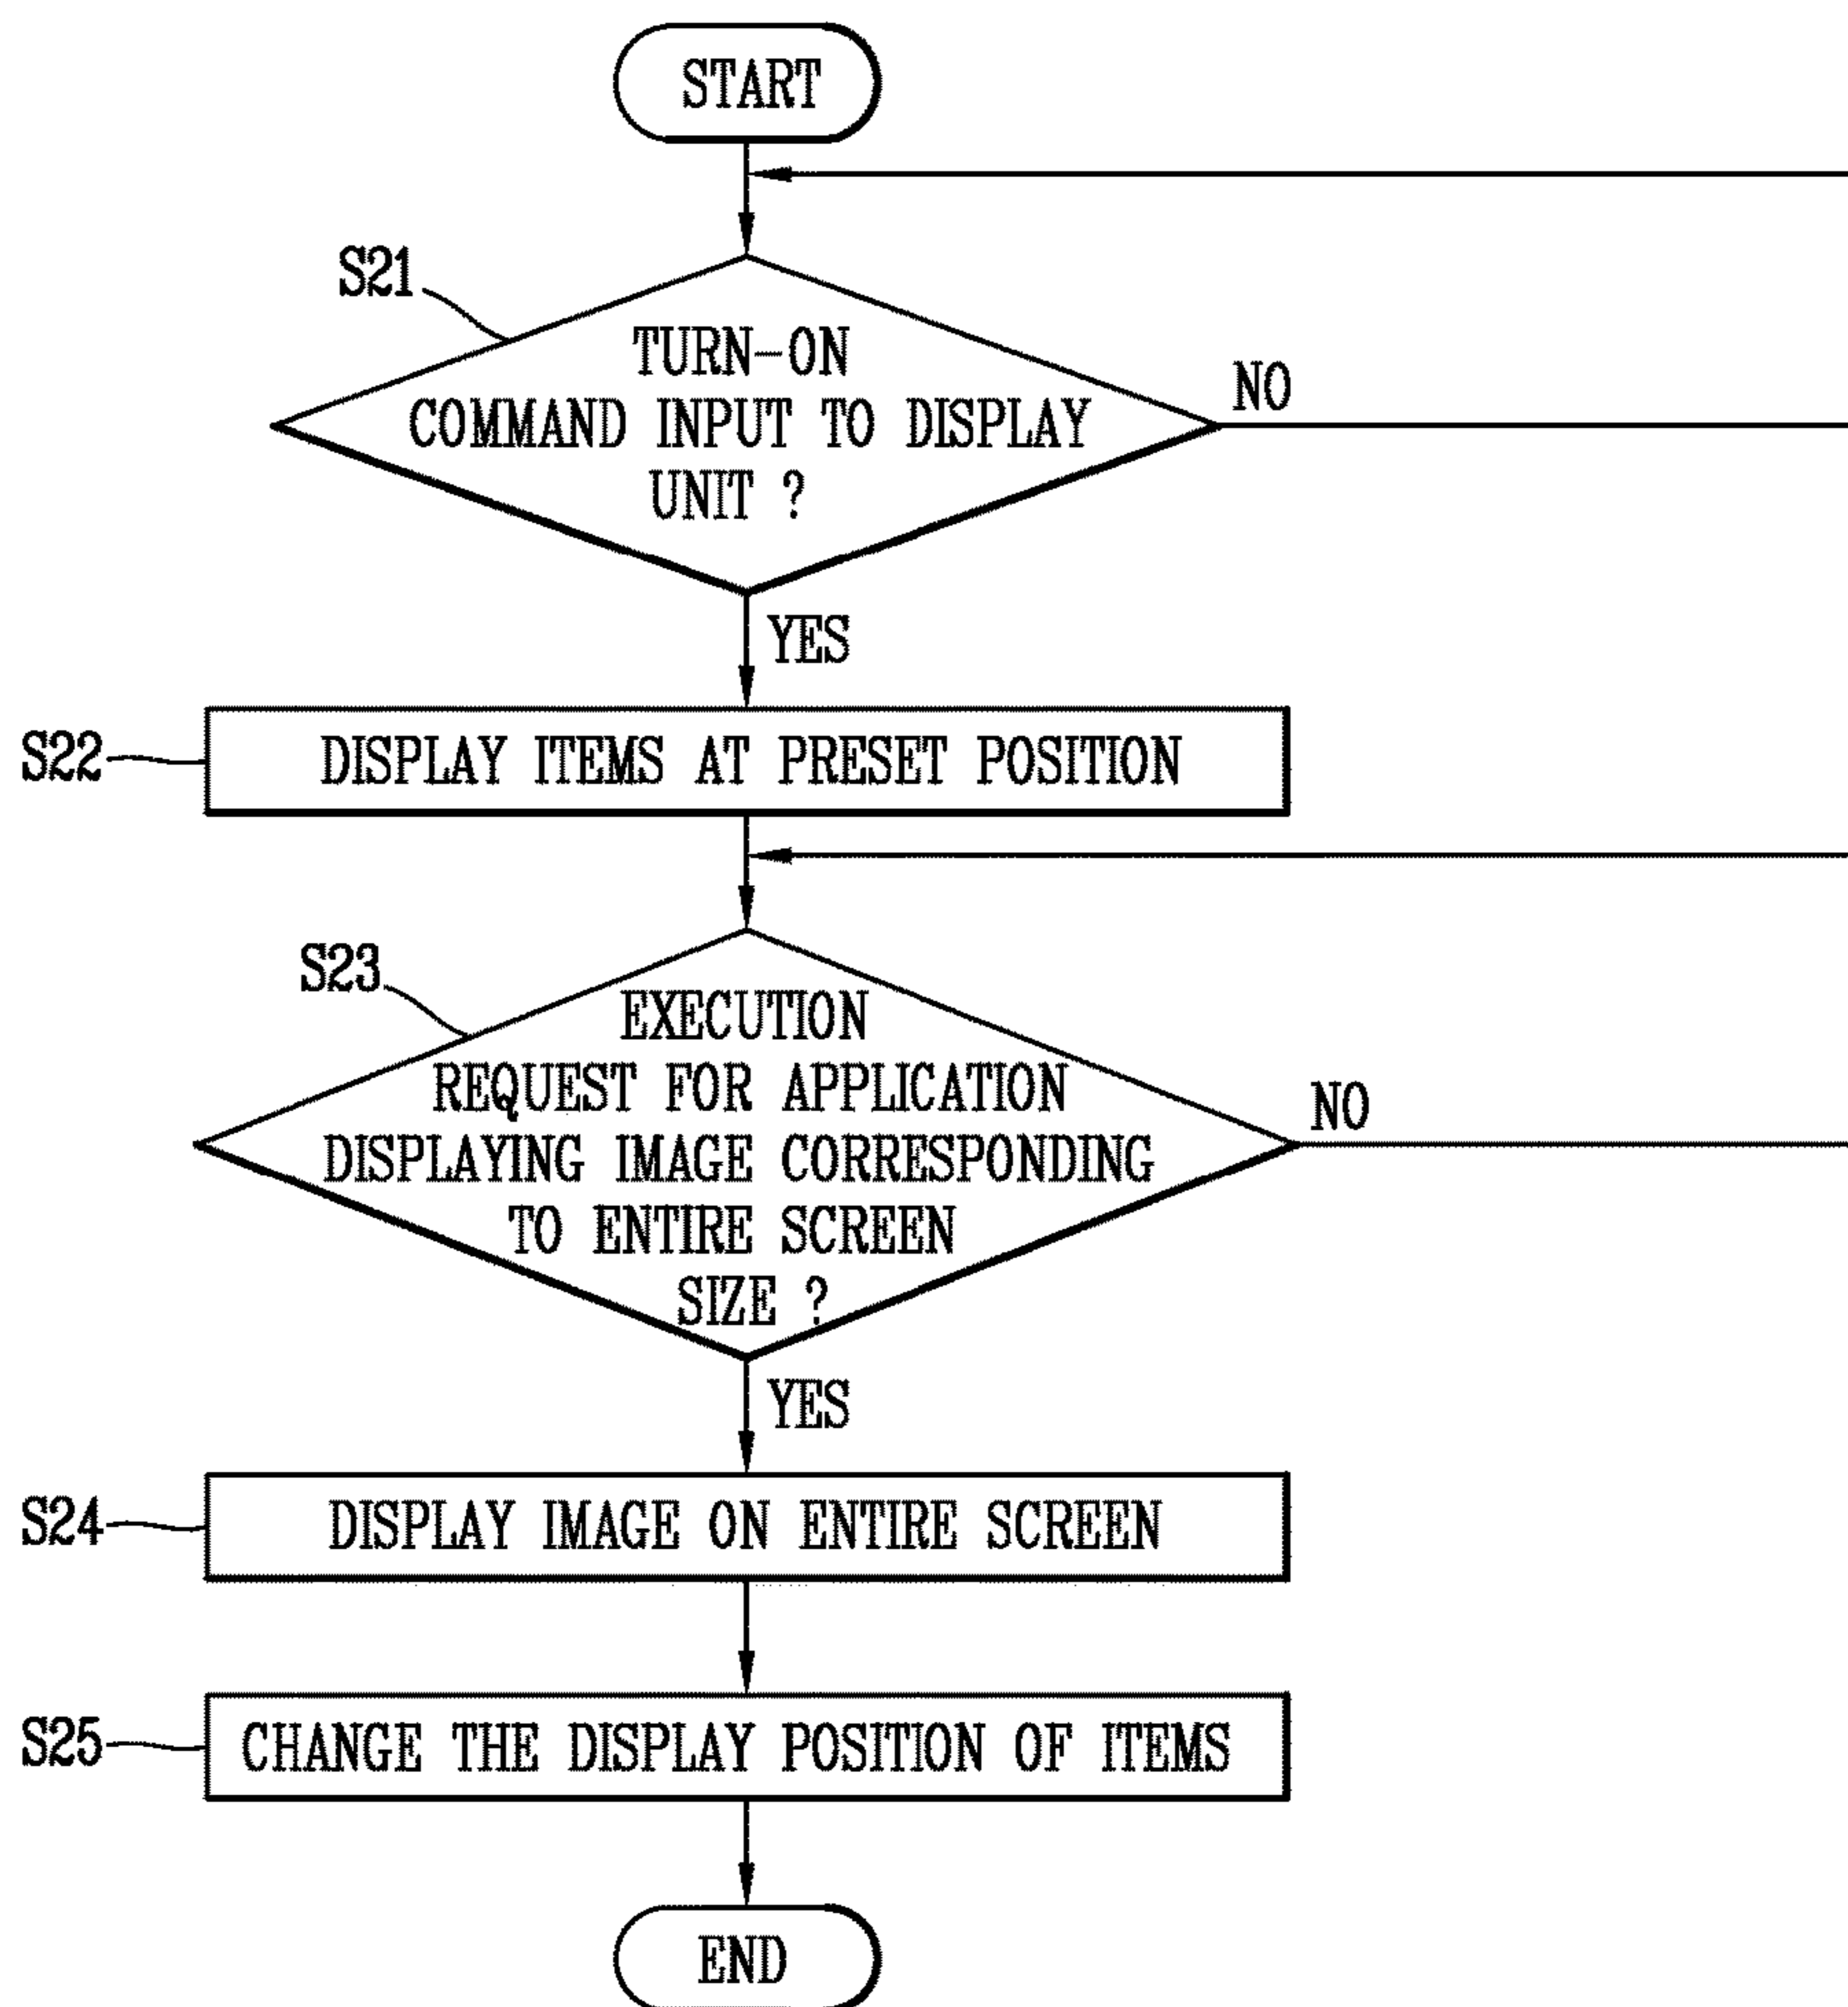 START
S21
TURN-ON
COMMAND INPUT TO DISPLAY
UNIT ?
NO
YES
S22
DISPLAY ITEMS AT PRESET POSITION
S23
EXECUTION
REQUEST FOR APPLICATION
DISPLAYING IMAGE CORRESPONDING
TO ENTIRE SCREEN
SIZE ?
NO
YES
S24
DISPLAY IMAGE ON ENTIRE SCREEN
S25
CHANGE THE DISPLAY POSITION OF ITEMS
END